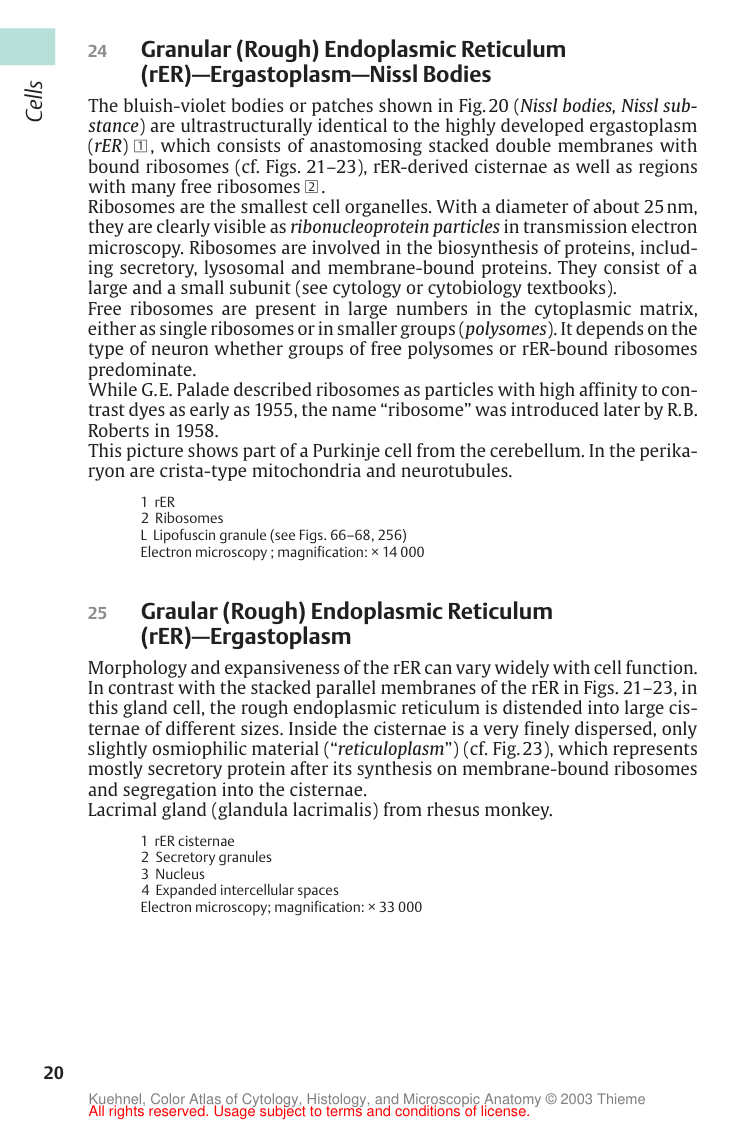 Cells
24 Granular (Rough) Endoplasmic Reticulum
(rER)—Ergastoplasm—Nissl Bodies
The bluish-violet bodies or patches shown in Fig. 20 (Nissl bodies, Nissl sub-
stance) are ultrastructurally identical to the highly developed ergastoplasm
(rER) 1, which consists of anastomosing stacked double membranes with
bound ribosomes (cf. Figs. 21–23), rER-derived cisternae as well as regions
with many free ribosomes 2.
Ribosomes are the smallest cell organelles. With a diameter of about 25 nm,
they are clearly visible as ribonucleoprotein particles in transmission electron
microscopy. Ribosomes are involved in the biosynthesis of proteins, includ-
ing secretory, lysosomal and membrane-bound proteins. They consist of a
large and a small subunit (see cytology or cytobiology textbooks).
Free ribosomes are present in large numbers in the cytoplasmic matrix,
either as single ribosomes or in smaller groups (polysomes). It depends on the
type of neuron whether groups of free polysomes or rER-bound ribosomes
predominate.
While G.E. Palade described ribosomes as particles with high affinity to con-
trast dyes as early as 1955, the name “ribosome” was introduced later by R.B.
Roberts in 1958.
This picture shows part of a Purkinje cell from the cerebellum. In the perika-
ryon are crista-type mitochondria and neurotubules.
1 rER
2 Ribosomes
L Lipofuscin granule (see Figs. 66–68, 256)
Electron microscopy ; magnification: × 14 000
25 Graular (Rough) Endoplasmic Reticulum
(rER)—Ergastoplasm
Morphology and expansiveness of the rER can vary widely with cell function.
In contrast with the stacked parallel membranes of the rER in Figs. 21–23, in
this gland cell, the rough endoplasmic reticulum is distended into large cis-
ternae of different sizes. Inside the cisternae is a very finely dispersed, only
slightly osmiophilic material (“reticuloplasm”) (cf. Fig. 23), which represents
mostly secretory protein after its synthesis on membrane-bound ribosomes
and segregation into the cisternae.
Lacrimal gland (glandula lacrimalis) from rhesus monkey.
1 rER cisternae
2 Secretory granules
3 Nucleus
4 Expanded intercellular spaces
Electron microscopy; magnification: × 33 000
20
Kuehnel, Color Atlas of Cytology, Histology, and Microscopic Anatomy © 2003 Thieme
All rights reserved. Usage subject to terms and conditions of license.